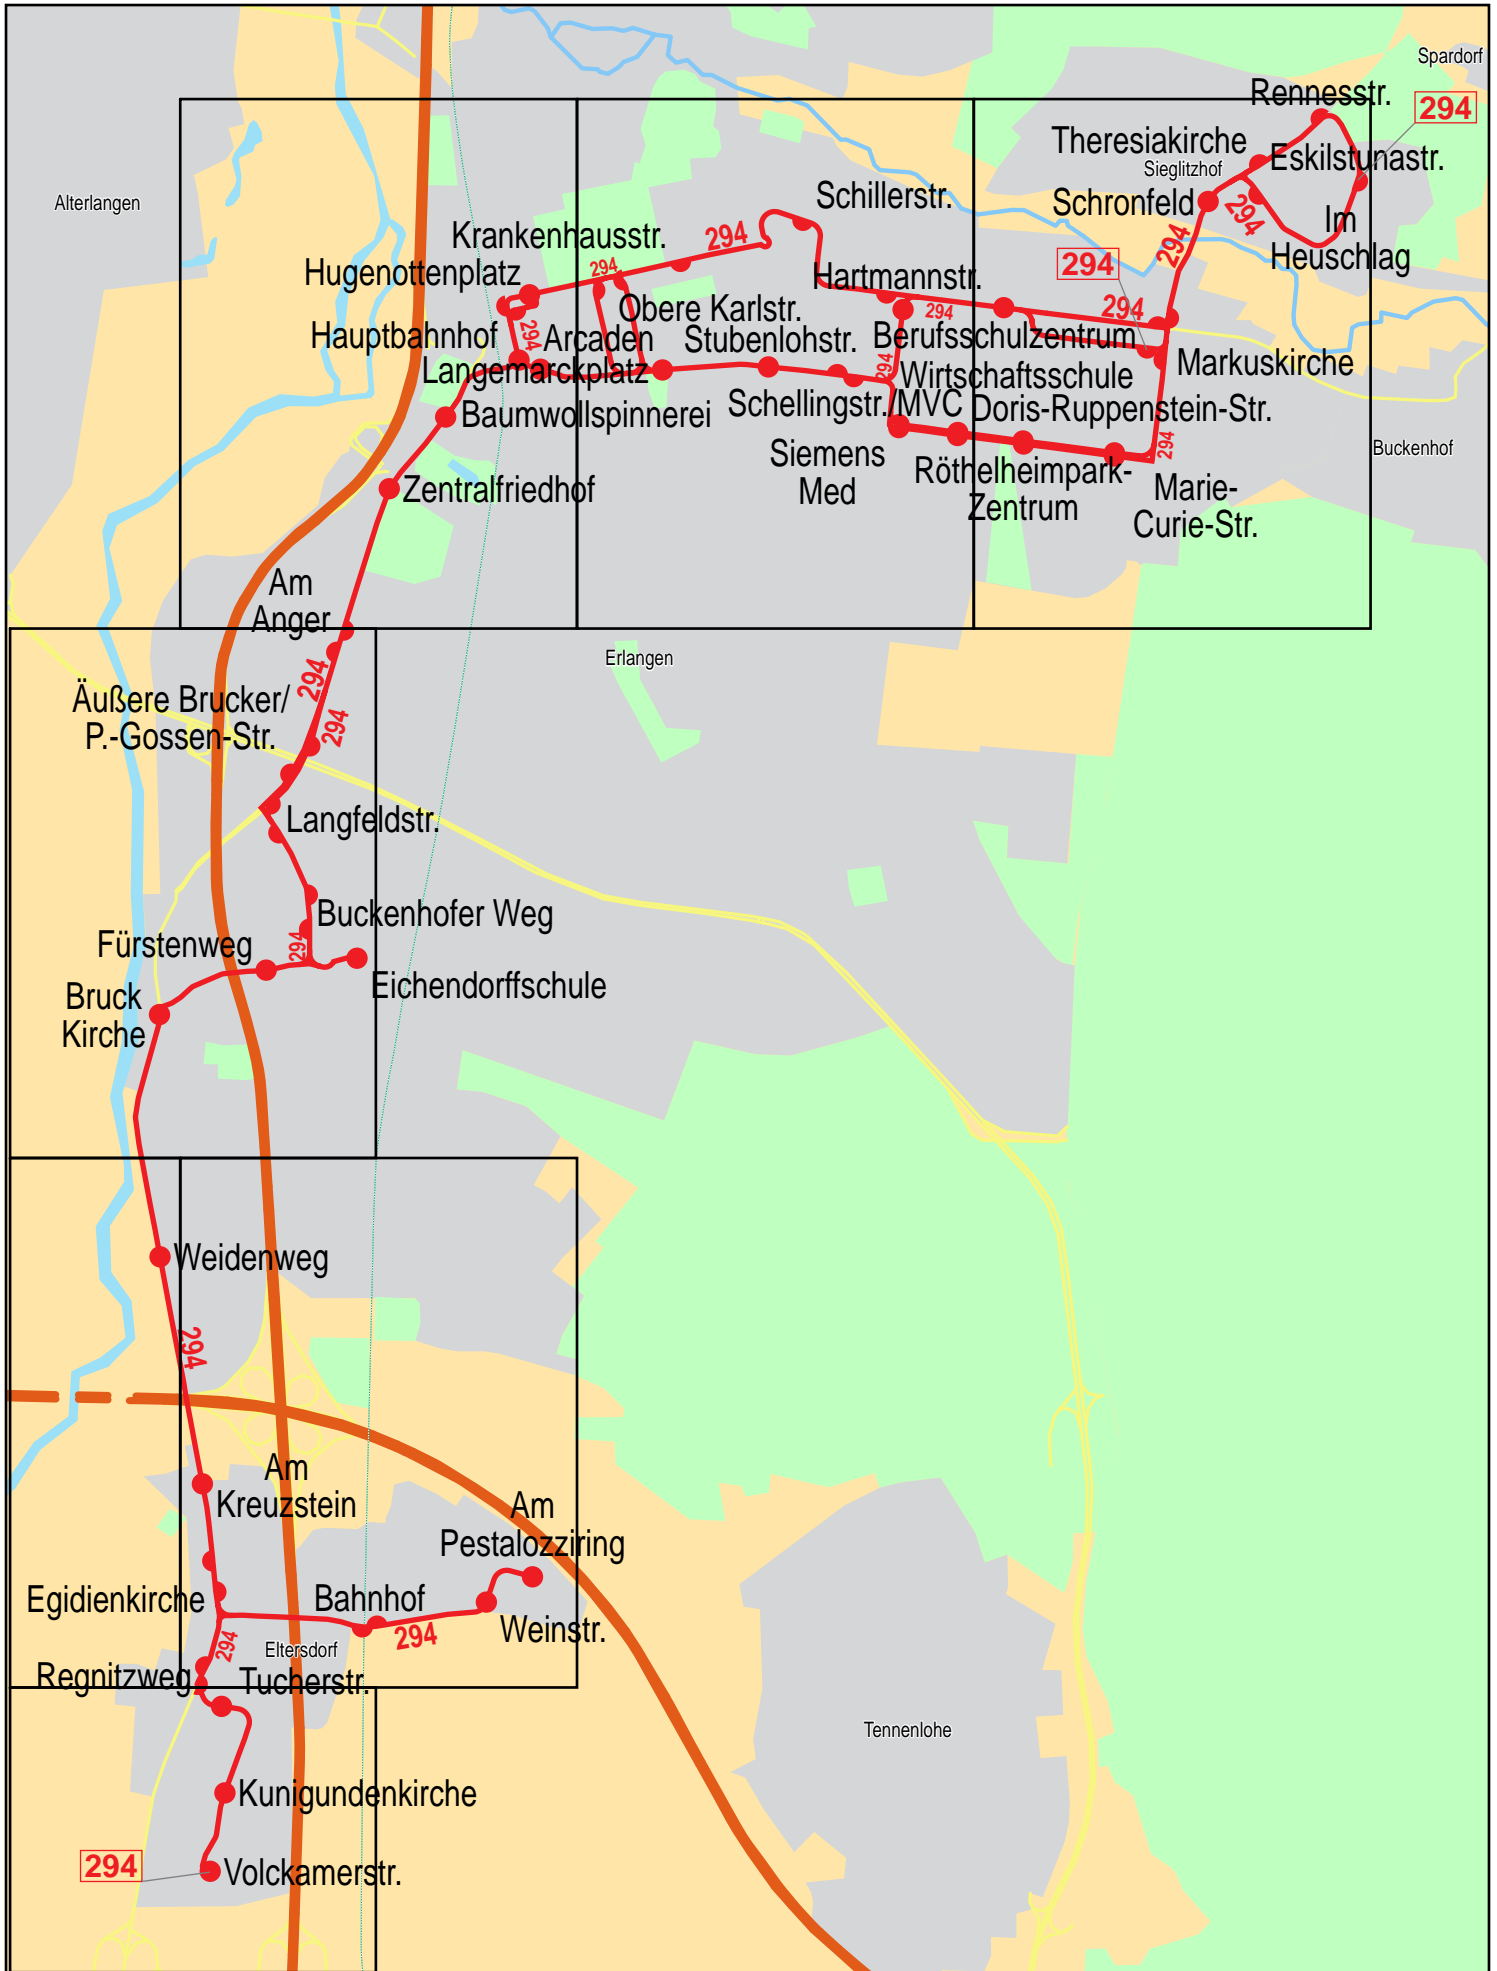 Spardorf
Rennesstr.
294
Theresiakirche
Eskilstunastr.
Sieglitzhof
Alterlangen
Schillerstr.
Schronfeld
294
Im
Heuschlag
Krankenhausstr.
294
294
Hugenottenplatz
294
294
Hartmannstr.
Obere Karlstr.
294
294
Hauptbahnhof
294
Arcaden
Stubenlohstr.
Berufsschulzentrum
Langemarckplatz
294
Wirtschaftsschule
Markuskirche
Baumwollspinnerei
Schellingstr./MVC
Doris-Ruppenstein-Str.
Siemens
Med
Röthelheimpark-
Zentrum
294
Buckenhof
Zentralfriedhof
Marie-
Curie-Str.
Am
Anger
Erlangen
294
Äußere Brucker/
P.-Gossen-Str.
294
Langfeldstr.
Buckenhofer Weg
Fürstenweg
294
Eichendorffschule
Bruck
Kirche
Weidenweg
294
Am
Kreuzstein
Am
Pestalozziring
Egidienkirche
Bahnhof
294
Weinstr.
294
Eltersdorf
Regnitzweg
Tucherstr.
Tennenlohe
Kunigundenkirche
294
Volckamerstr.